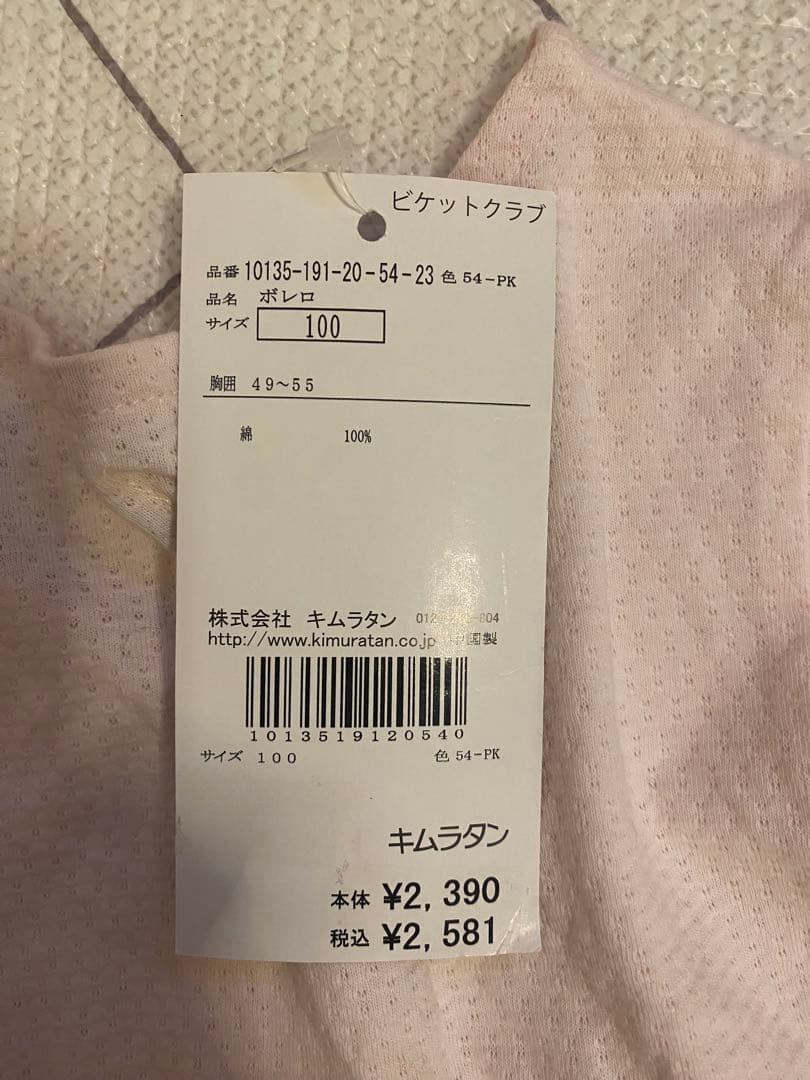 ビケットクラブ
品番 10135-191-20-54-23 色 54-PK
品名 ボレロ
サイズ 100
胸囲 49～55
綿 100%
株式会社 キムラタン
http://www.kimuratan.co.jp 中国製
1013519120540
サイズ 100 色 54-PK
キムラタン
本体 ¥2,390
税込 ¥2,581